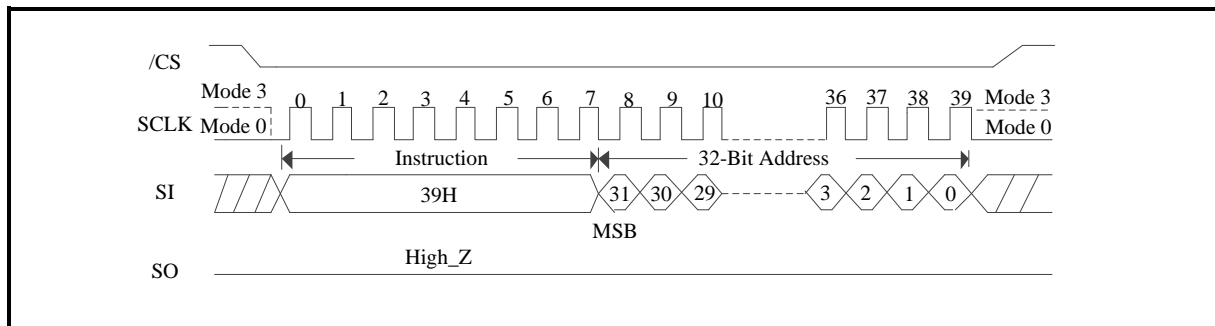 /CS
Mode 3 0 1 2 3 4 5 6 7 8 9 10 36 37 38 39 Mode 3
SCLK Mode 0 Mode 0
Instruction 32-Bit Address
SI 39H 31 30 29 3 2 1 0
MSB
High_Z
SO